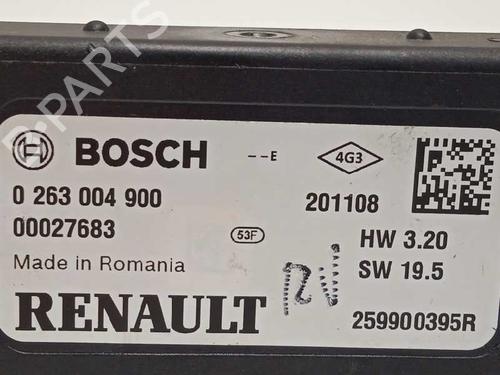 B-PARTS
BOSCH
--E
4G3
0 263 004 900
201108
00027683
53F
HW 3.20
Made in Romania
SW 19.5
RENAULT
259900395R